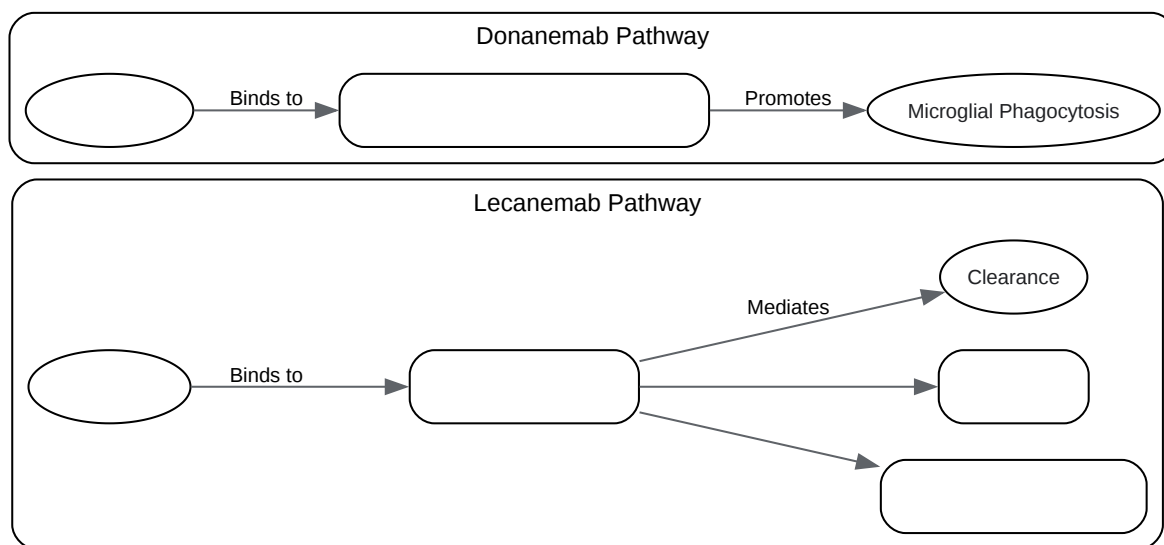 Donanemab Pathway
Binds to
Promotes
Microglial Phagocytosis
Lecanemab Pathway
Clearance
Mediates
Binds to